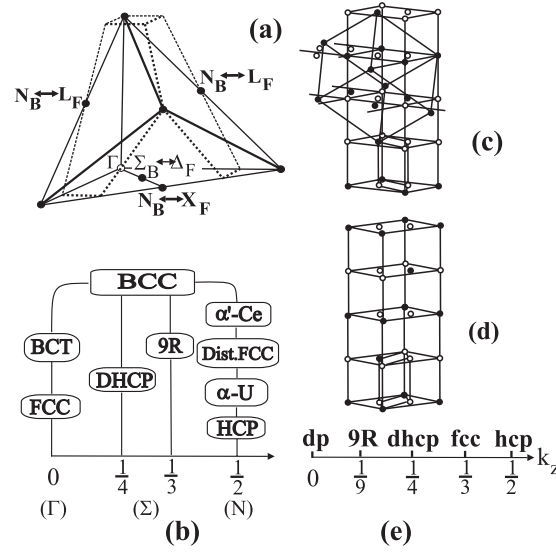 (a)
N_B↔L_F
N_B↔L_F
Γ Σ_B↔Δ_F
N_B↔X_F
(c)
BCC
α'-Ce
BCT 9R Dist.FCC
DHCP α-U
FCC HCP
0 1/4 1/3 1/2
(Γ) (Σ) (N)
(b)
(d)
dp 9R dhcp fcc hcp
k_z
0 1/9 1/4 1/3 1/2
(e)